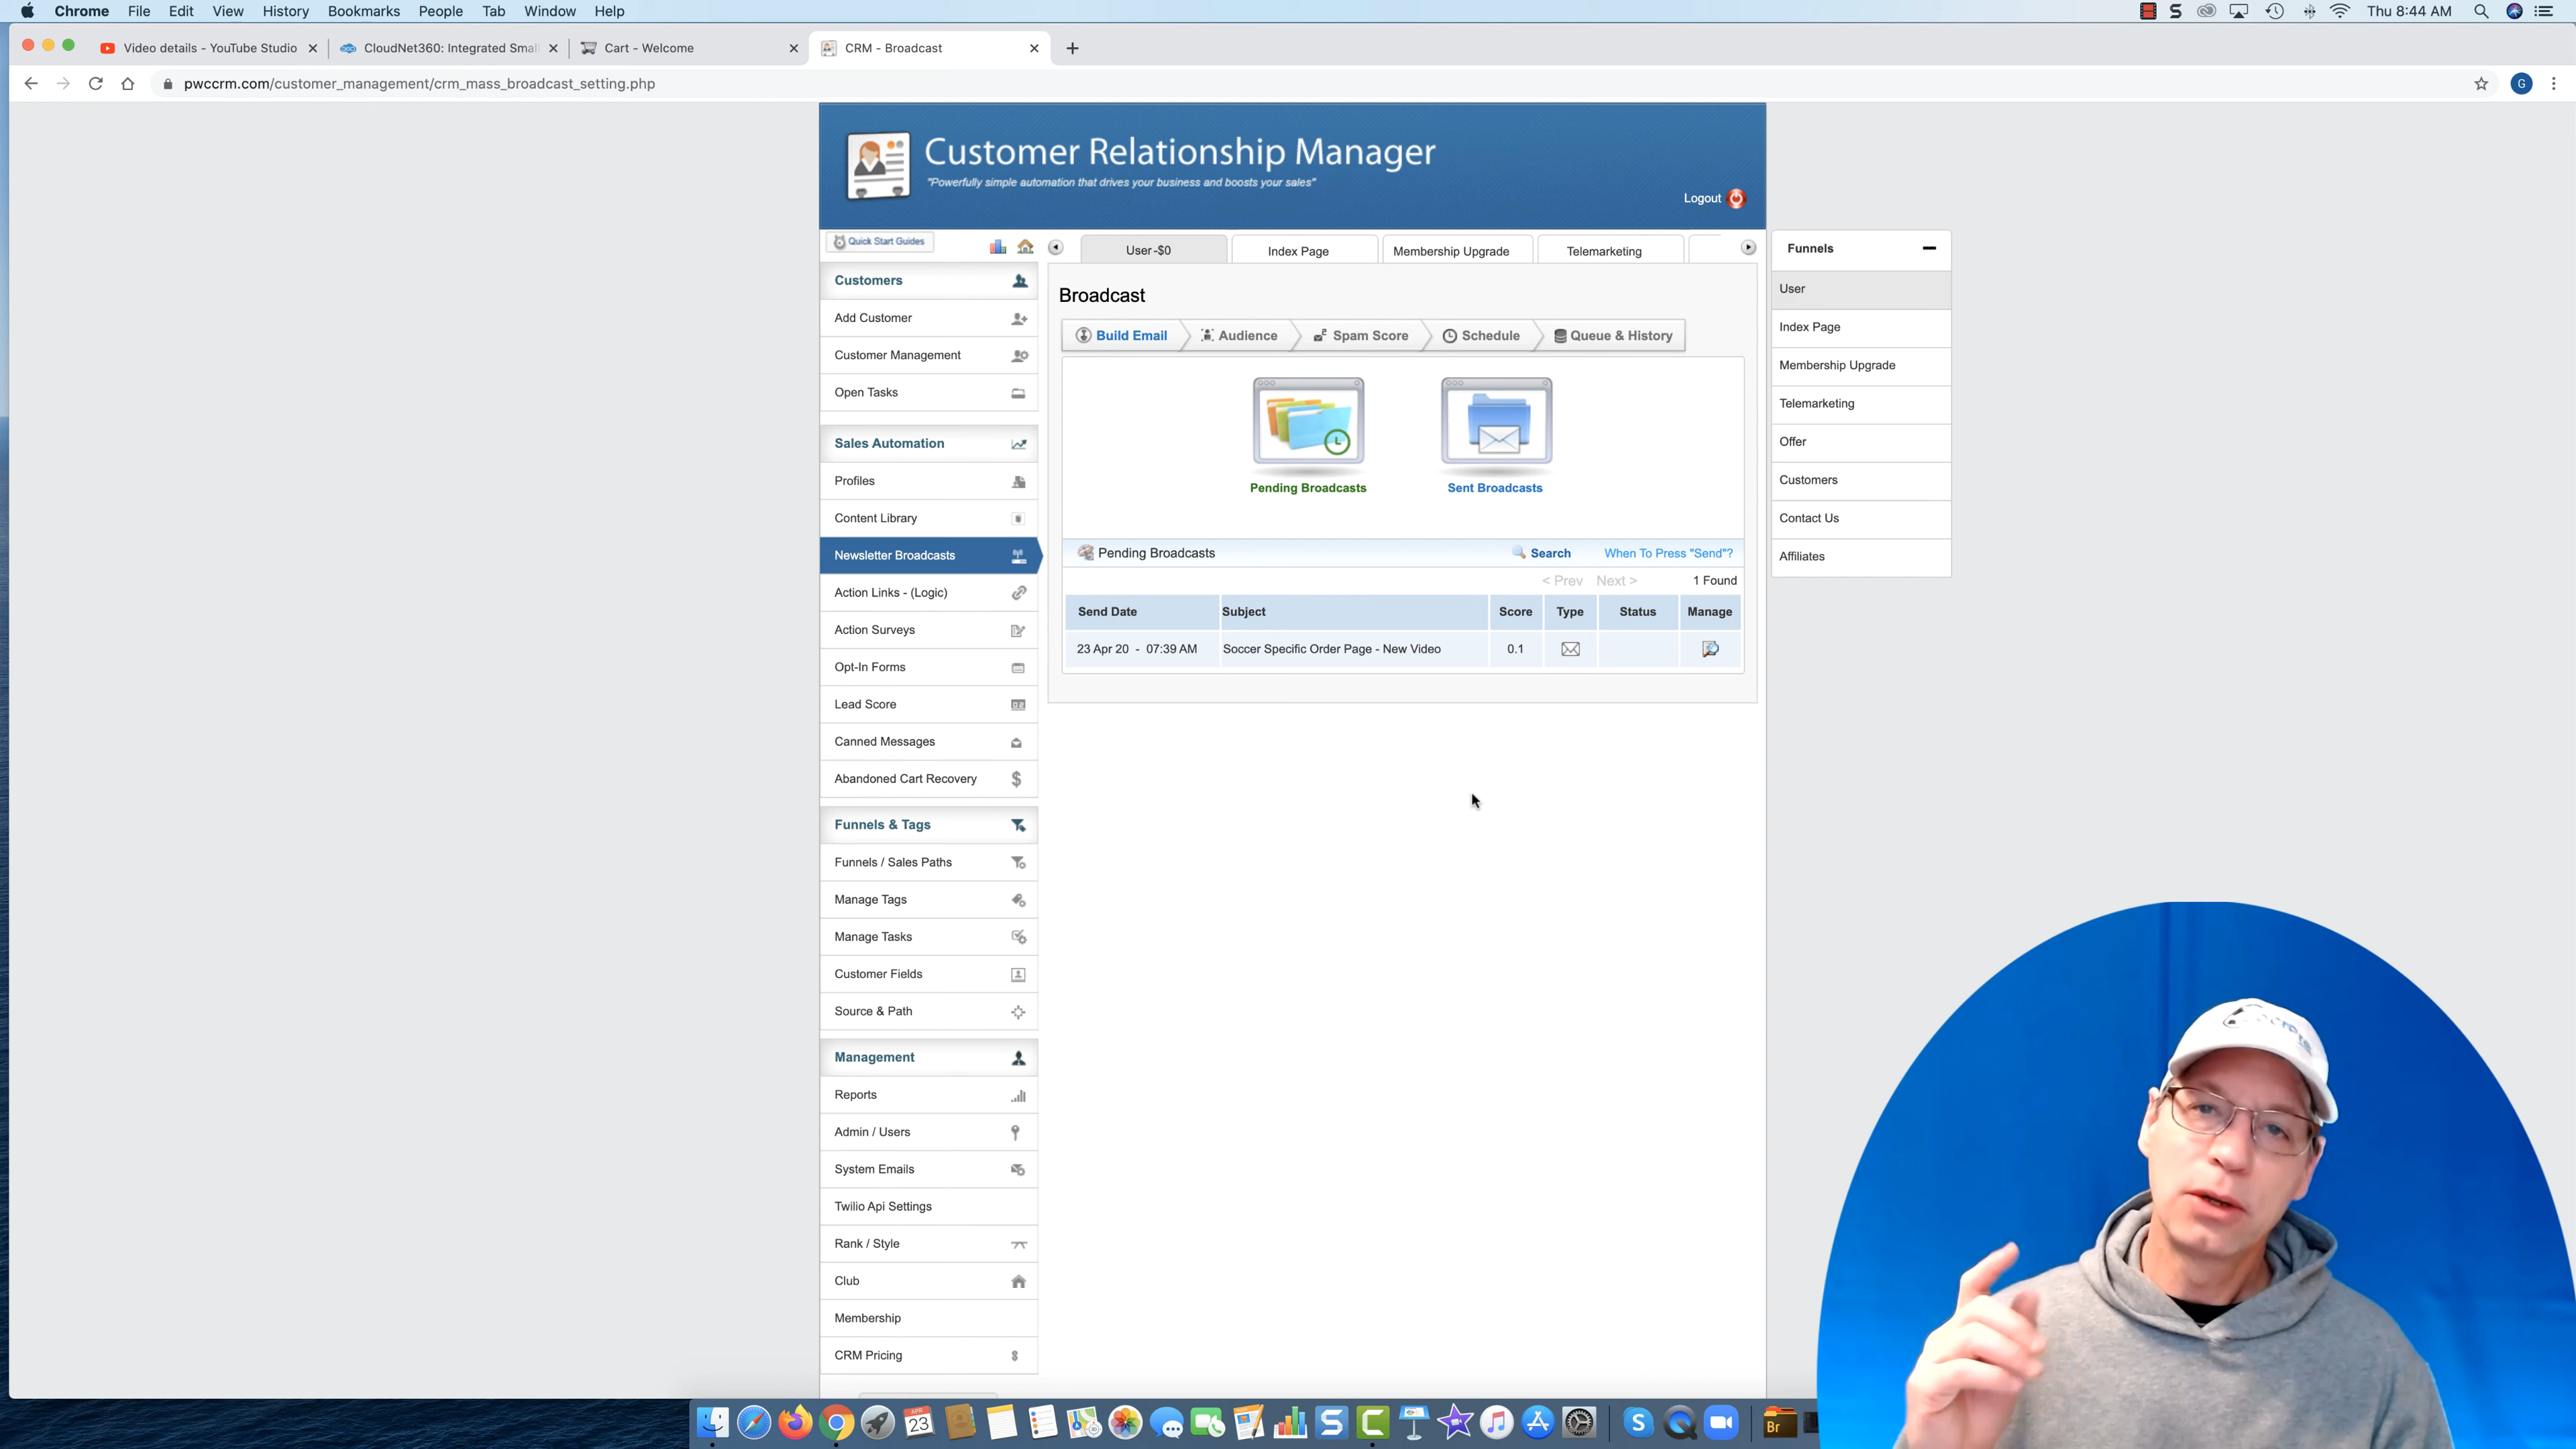 Chrome File Edit View History Bookmarks People Tab Window Help Thu 8:44 AM
Video details - YouTube Studio CloudNet360: Integrated Smal Cart - Welcome CRM - Broadcast
pwccrm.com/customer_management/crm_mass_broadcast_setting.php G
Customer Relationship Manager
"Powerfully simple automation that drives your business and boosts your sales"
Logout
Quick Start Guides User -$0 Index Page Membership Upgrade Telemarketing
Customers
Add Customer
Customer Management
Open Tasks
Sales Automation
Profiles
Content Library
Newsletter Broadcasts
Action Links - (Logic)
Action Surveys
Opt-In Forms
Lead Score
Canned Messages
Abandoned Cart Recovery
Funnels & Tags
Funnels / Sales Paths
Manage Tags
Manage Tasks
Customer Fields
Source & Path
Management
Reports
Admin / Users
System Emails
Twilio Api Settings
Rank / Style
Club
Membership
CRM Pricing
Broadcast
Build Email Audience Spam Score Schedule Queue & History
Pending Broadcasts Sent Broadcasts
Pending Broadcasts Search When To Press "Send"?
< Prev Next > 1 Found
Send Date Subject Score Type Status Manage
23 Apr 20 - 07:39 AM Soccer Specific Order Page - New Video 0.1
Funnels
User
Index Page
Membership Upgrade
Telemarketing
Offer
Customers
Contact Us
Affiliates
APR
23
Br